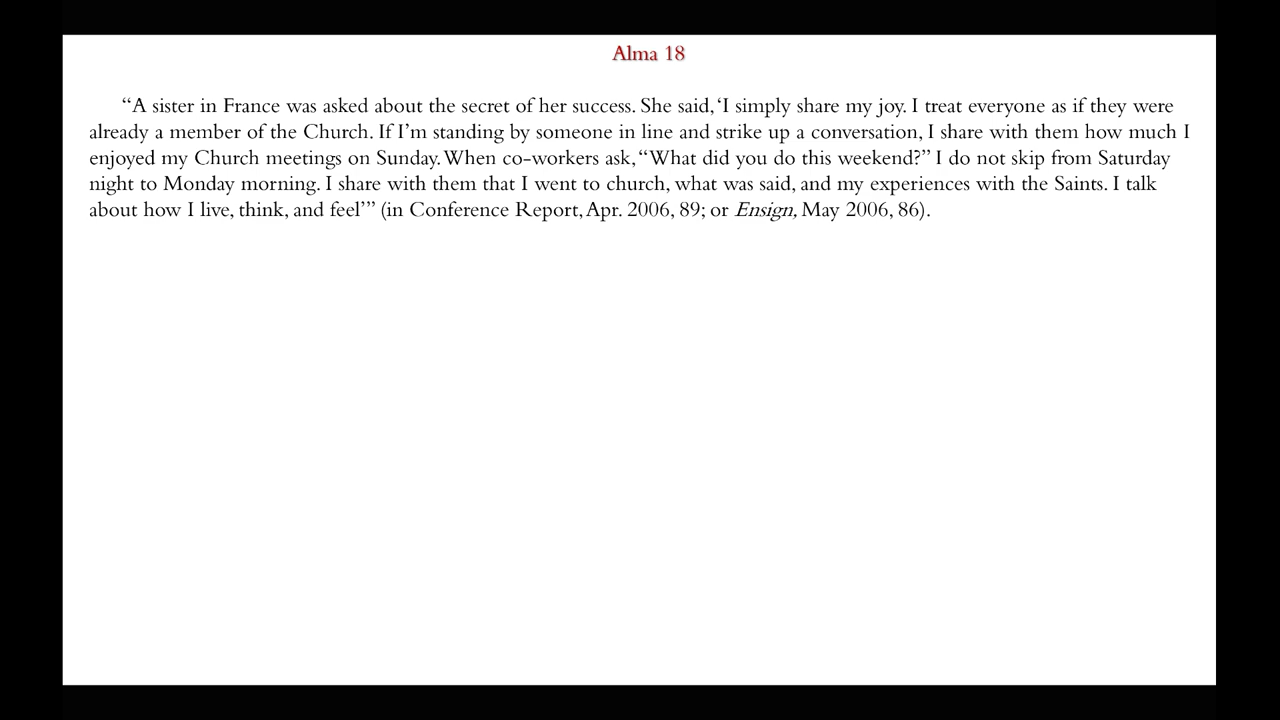 Alma 18
“A sister in France was asked about the secret of her success. She said, ‘I simply share my joy. I treat everyone as if they were
already a member of the Church. If I’m standing by someone in line and strike up a conversation, I share with them how much I
enjoyed my Church meetings on Sunday. When co-workers ask, “What did you do this weekend?” I do not skip from Saturday
night to Monday morning. I share with them that I went to church, what was said, and my experiences with the Saints. I talk
about how I live, think, and feel’” (in Conference Report, Apr. 2006, 89; or Ensign, May 2006, 86).